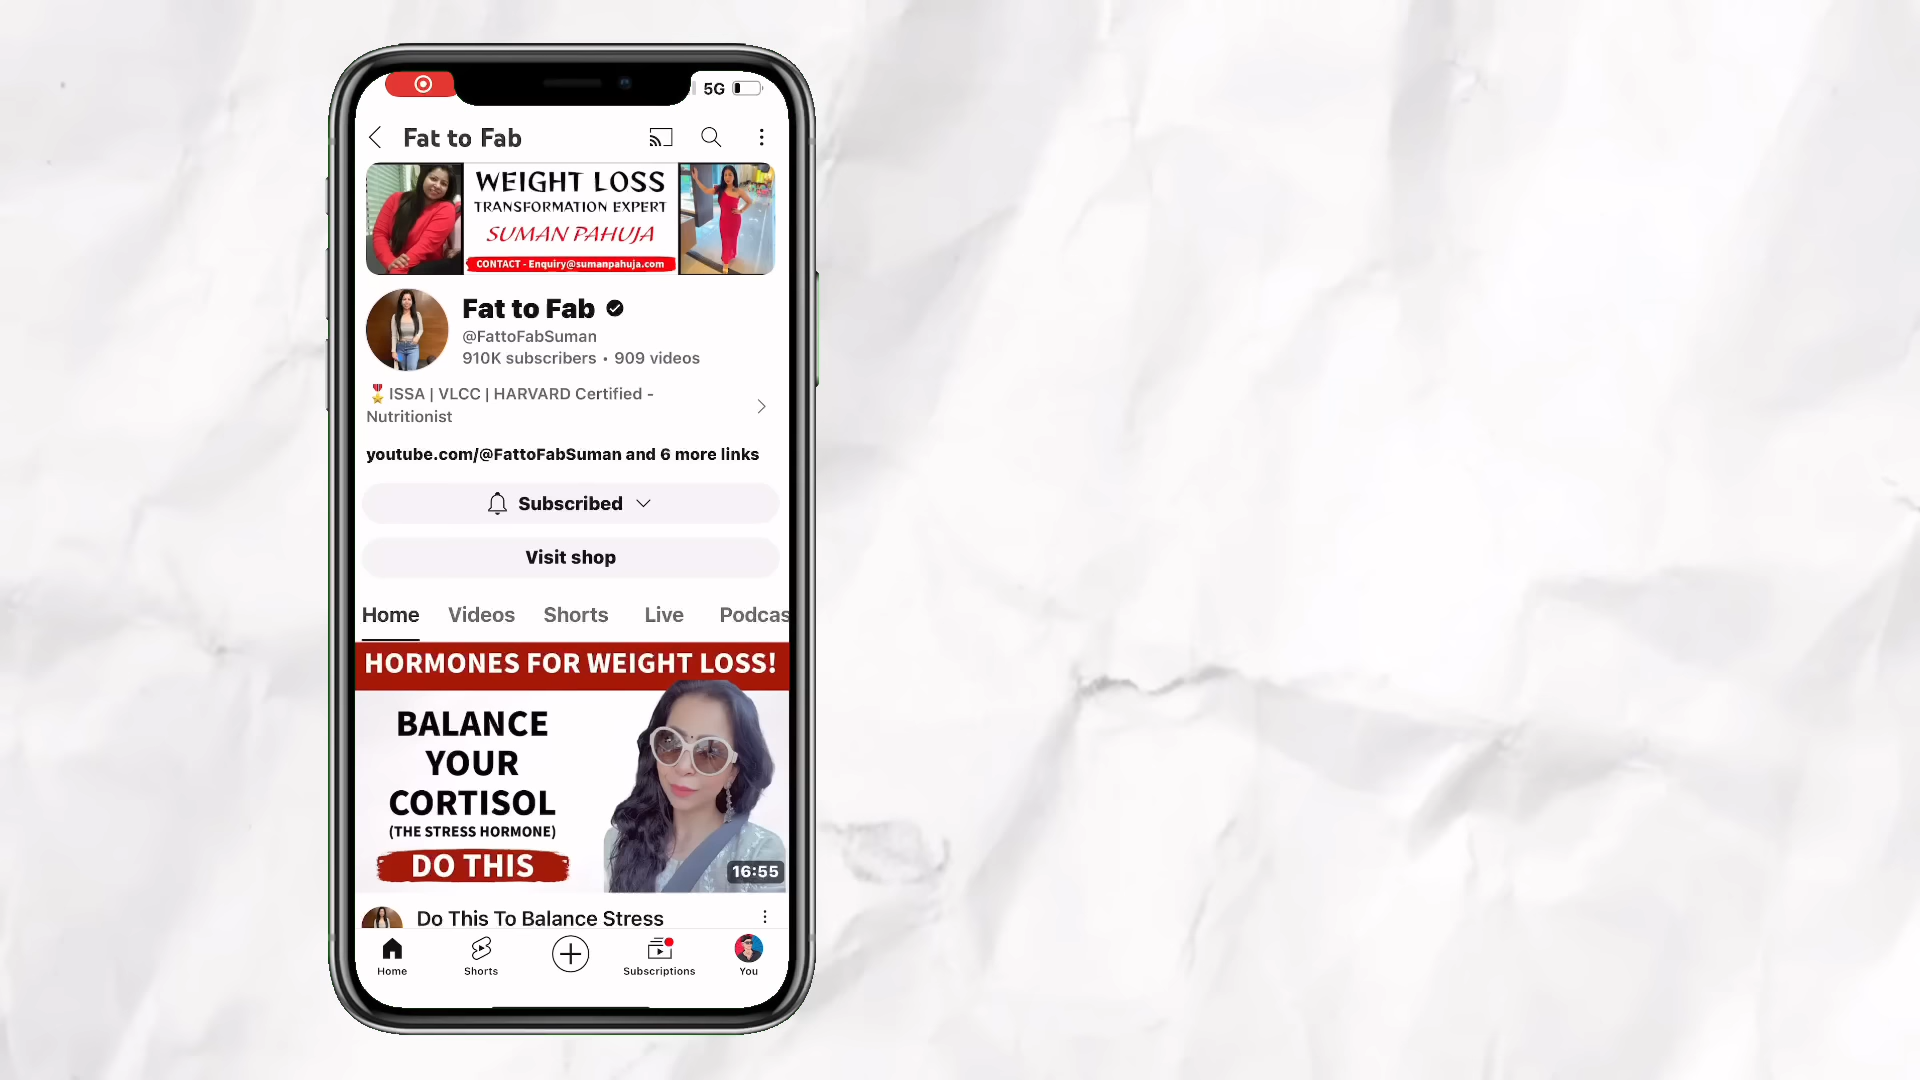 5G
Fat to Fab
WEIGHT LOSS
TRANSFORMATION EXPERT
SUMAN PAHUJA
CONTACT - Enquiry@sumanpahuja.com
Fat to Fab
@FattoFabSuman
910K subscribers • 909 videos
🎖️ISSA | VLCC | HARVARD Certified -
Nutritionist
youtube.com/@FattoFabSuman and 6 more links
Subscribed
Visit shop
Home Videos Shorts Live Podcas
HORMONES FOR WEIGHT LOSS!
BALANCE
YOUR
CORTISOL
(THE STRESS HORMONE)
DO THIS
16:55
Do This To Balance Stress
Home Shorts Subscriptions You